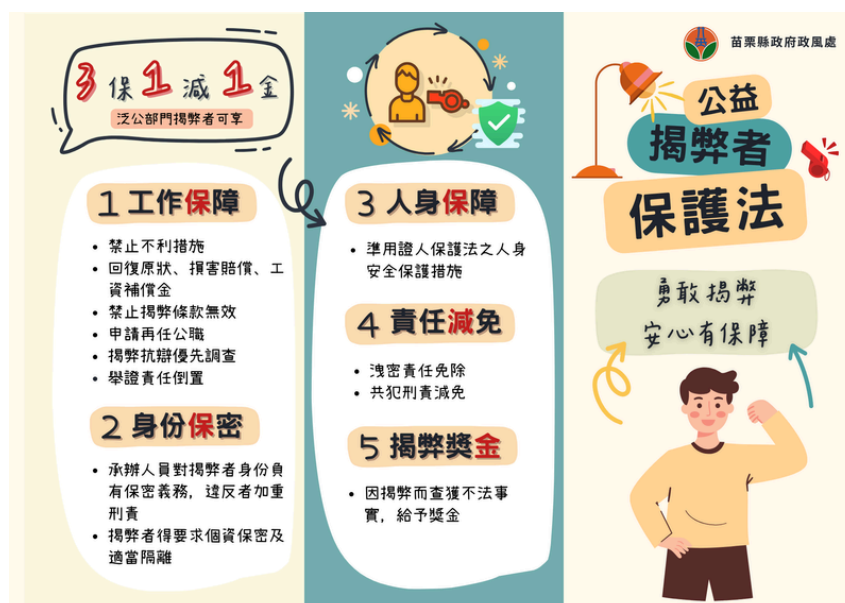 3保1減1金
泛公部門揭弊者可享
1 工作保障
• 禁止不利措施
• 回復原狀、損害賠償、工
資補償金
• 禁止揭弊條款無效
• 申請再任公職
• 揭弊抗辯優先調查
• 舉證責任倒置
2 身份保密
• 承辦人員對揭弊者身份負
有保密義務，違反者加重
刑責
• 揭弊者得要求個資保密及
適當隔離
3 人身保障
• 準用證人保護法之人身
安全保護措施
4 責任減免
• 洩密責任免除
• 共犯刑責減免
5 揭弊獎金
• 因揭弊而查獲不法事
實，給予獎金
苗栗縣政府政風處
公益
揭弊者
保護法
勇敢揭弊
安心有保障